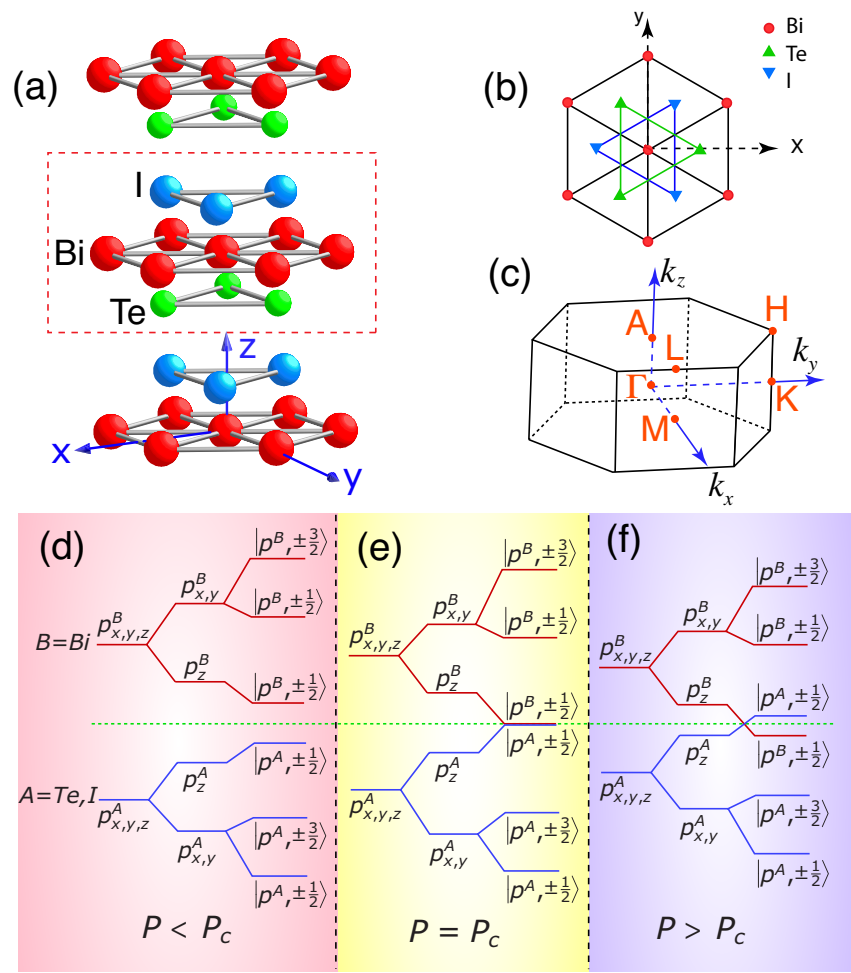 (a)
I
Bi
Te
z
x
y
(b)
y
x
Bi
Te
I
(c)
k_z
A
H
L
k_y
Γ
K
M
k_x
(d)
B=Bi
p^B_{x,y,z}
p^B_{x,y}
p^B_z
|p^B,±3/2⟩
|p^B,±1/2⟩
|p^B,±1/2⟩
A=Te,I
p^A_{x,y,z}
p^A_z
p^A_{x,y}
|p^A,±1/2⟩
|p^A,±3/2⟩
|p^A,±1/2⟩
P < P_c
(e)
p^B_{x,y,z}
p^B_{x,y}
p^B_z
|p^B,±3/2⟩
|p^B,±1/2⟩
|p^B,±1/2⟩
|p^A,±1/2⟩
p^A_{x,y,z}
p^A_z
p^A_{x,y}
|p^A,±3/2⟩
|p^A,±1/2⟩
P = P_c
(f)
p^B_{x,y,z}
p^B_{x,y}
p^B_z
|p^B,±3/2⟩
|p^B,±1/2⟩
|p^A,±1/2⟩
|p^B,±1/2⟩
p^A_{x,y,z}
p^A_z
p^A_{x,y}
|p^A,±3/2⟩
|p^A,±1/2⟩
P > P_c